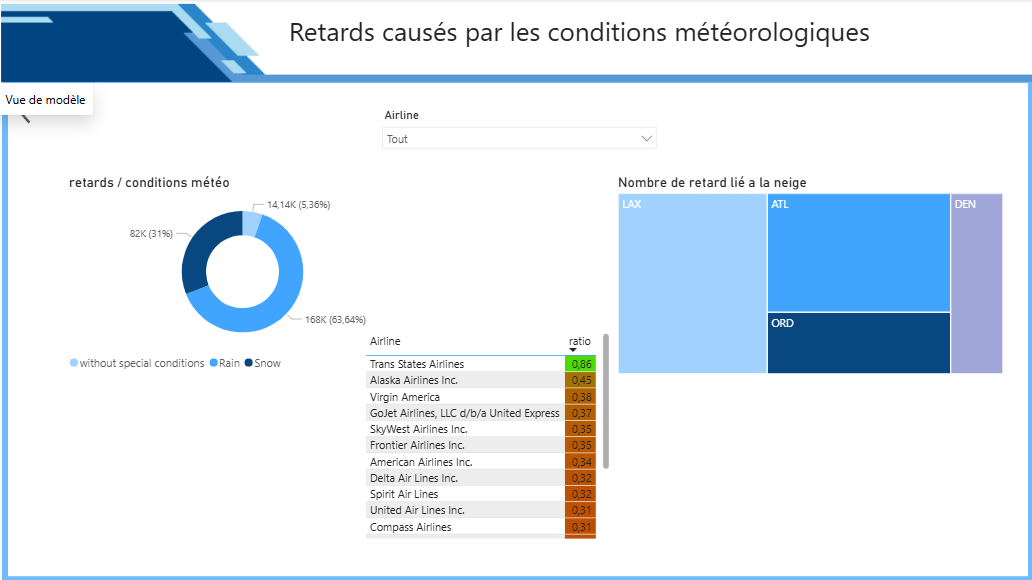 Retards causés par les conditions météorologiques
Vue de modèle
Airline
Tout
retards / conditions météo
14,14K (5,36%)
82K (31%)
168K (63,64%)
without special conditions Rain Snow
Airline ratio
Trans States Airlines 0,86
Alaska Airlines Inc. 0,45
Virgin America 0,38
GoJet Airlines, LLC d/b/a United Express 0,37
SkyWest Airlines Inc. 0,35
Frontier Airlines Inc. 0,35
American Airlines Inc. 0,34
Delta Air Lines Inc. 0,32
Spirit Air Lines 0,32
United Air Lines Inc. 0,31
Compass Airlines 0,31
Nombre de retard lié a la neige
LAX
ATL
DEN
ORD